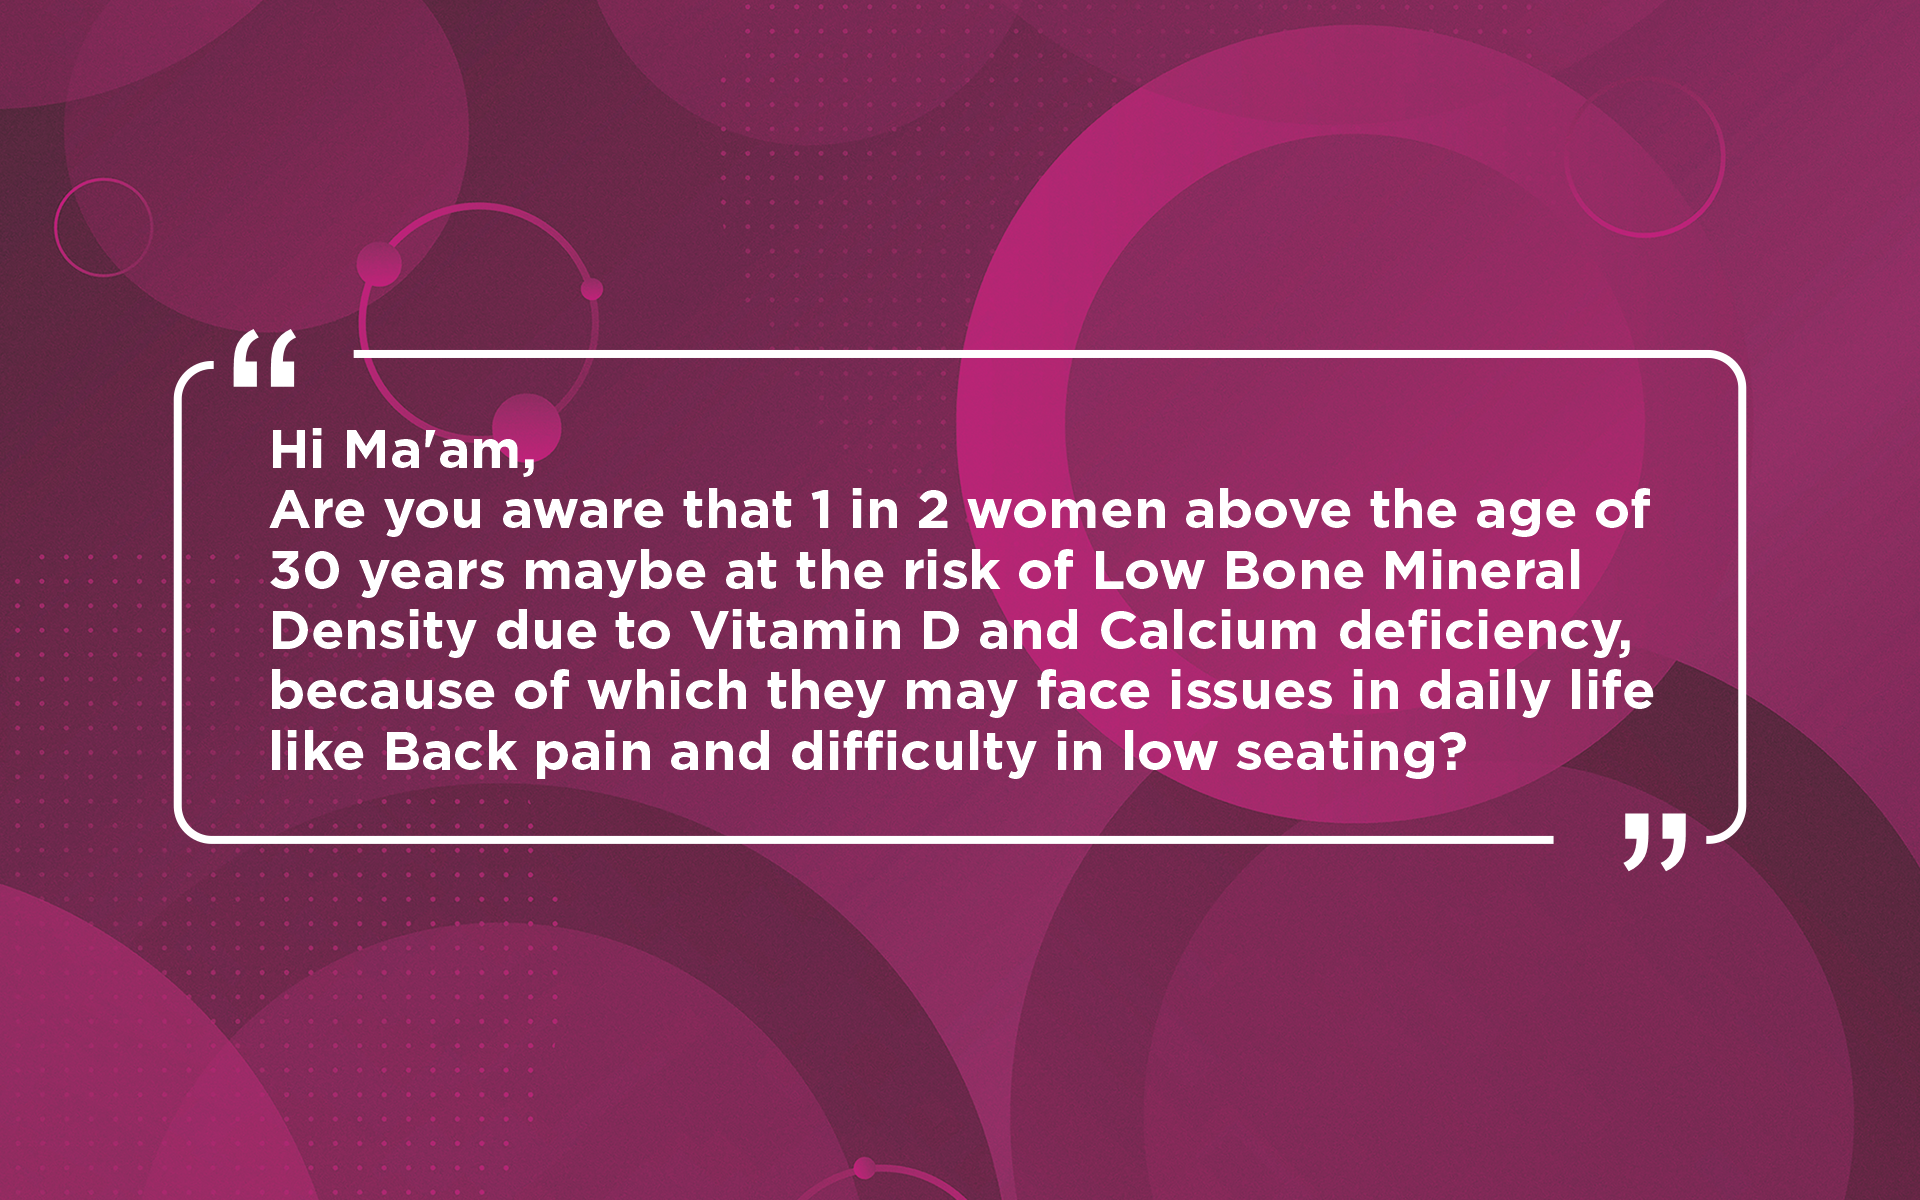 “
Hi Ma'am,
Are you aware that 1 in 2 women above the age of
30 years maybe at the risk of Low Bone Mineral
Density due to Vitamin D and Calcium deficiency,
because of which they may face issues in daily life
like Back pain and difficulty in low seating?
”